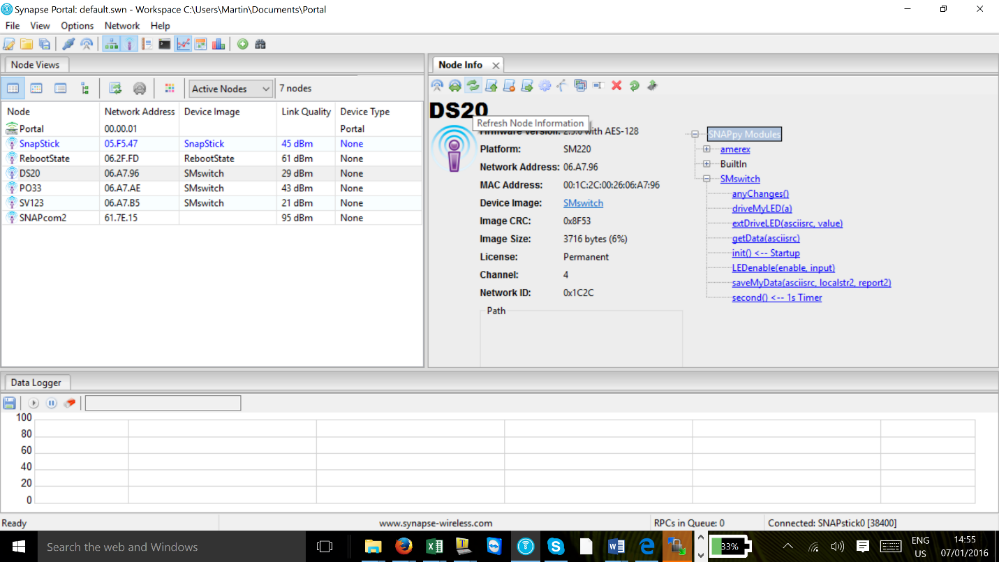 Synapse Portal: default.swn - Workspace C:\Users\Martin\Documents\Portal
File View Options Network Help
Node Views
Active Nodes 7 nodes
Node Network Address Device Image Link Quality Device Type
Portal 00.00.01 Portal
SnapStick 05.F5.47 SnapStick 45 dBm None
RebootState 06.2F.FD RebootState 61 dBm None
DS20 06.A7.96 SMswitch 29 dBm None
PO33 06.A7.AE SMswitch 43 dBm None
SV123 06.A7.B5 SMswitch 21 dBm None
SNAPcom2 61.7E.15 95 dBm None
Node Info
DS20
Refresh Node Information
Firmware Version: with AES-128
Platform: SM220
Network Address: 06.A7.96
MAC Address: 00:1C:2C:00:26:06:A7:96
Device Image: SMswitch
Image CRC: 0x8F53
Image Size: 3716 bytes (6%)
License: Permanent
Channel: 4
Network ID: 0x1C2C
Path
SNAPpy Modules
amerex
BuiltIn
SMswitch
anyChanges()
driveMyLED(a)
extDriveLED(asciisrc, value)
getData(asciisrc)
init() <-- Startup
LEDenable(enable, input)
saveMyData(asciisrc, localstr2, report2)
second() <-- 1s Timer
Data Logger
100
80
60
40
20
0
Ready www.synapse-wireless.com RPCs in Queue: 0 Connected: SNAPstick0 [38400]
Search the web and Windows
33%
ENG
US
14:55
07/01/2016